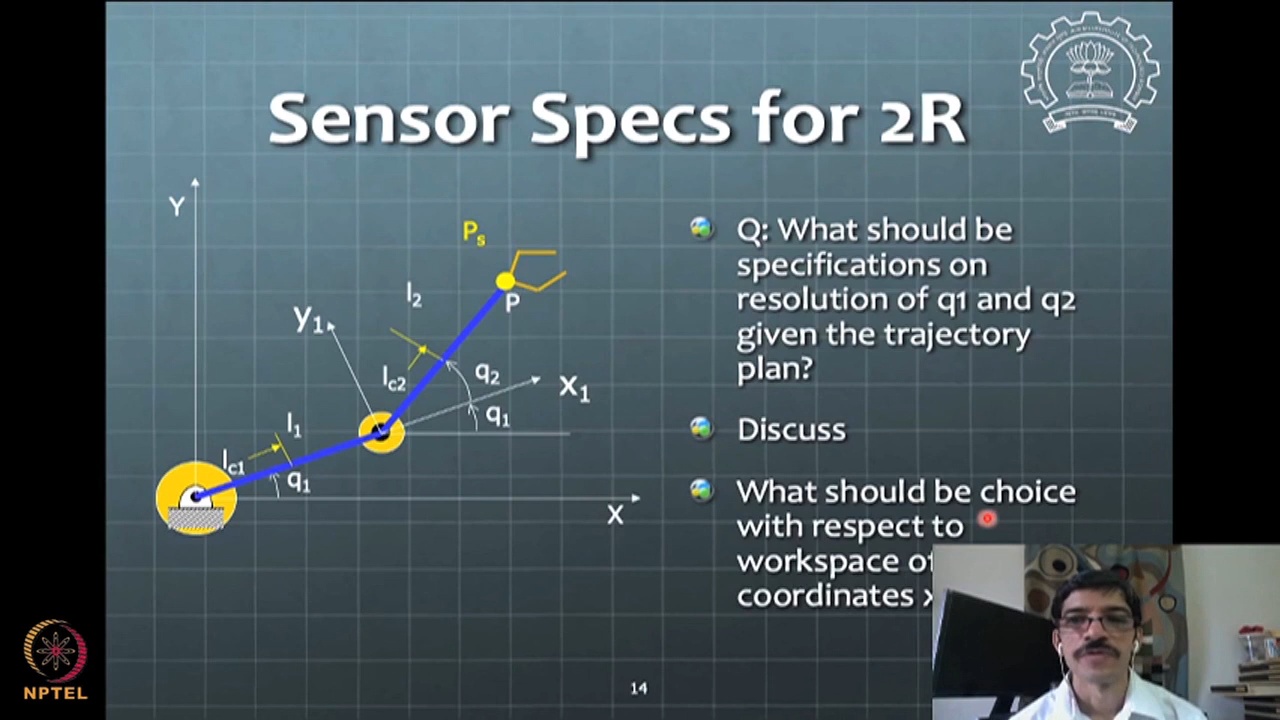 Sensor Specs for 2R
Y
Ps
l2
P
y1
lc2
q2
x1
q1
l1
lc1
q1
x
Q: What should be
specifications on
resolution of q1 and q2
given the trajectory
plan?
Discuss
What should be choice
with respect to
workspace of
coordinates
14
NPTEL